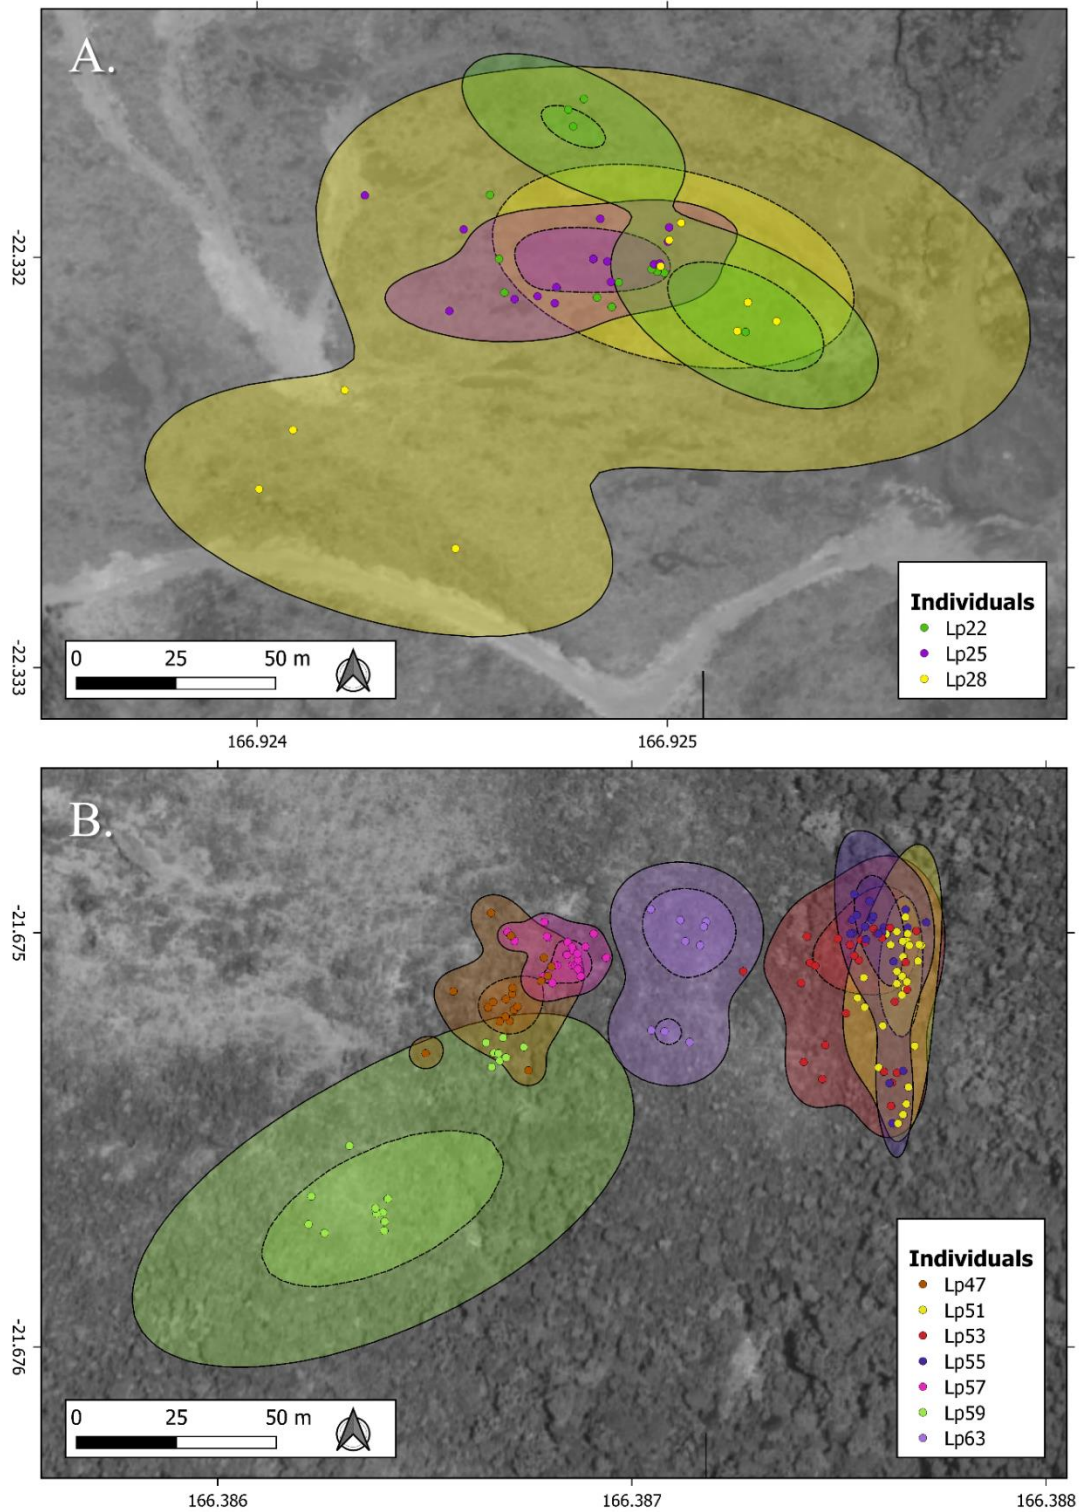 A.
-22.332
-22.333
Individuals
Lp22
Lp25
Lp28
0 25 50 m
166.924 166.925
B.
-21.675
-21.676
Individuals
Lp47
Lp51
Lp53
Lp55
Lp57
Lp59
Lp63
0 25 50 m
166.386 166.387 166.388